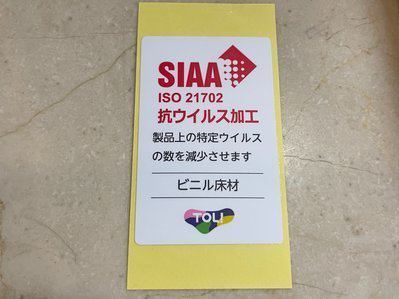 SIAA
ISO 21702
抗ウイルス加工
製品上の特定ウイルス
の数を減少させます
ビニル床材
TOLI